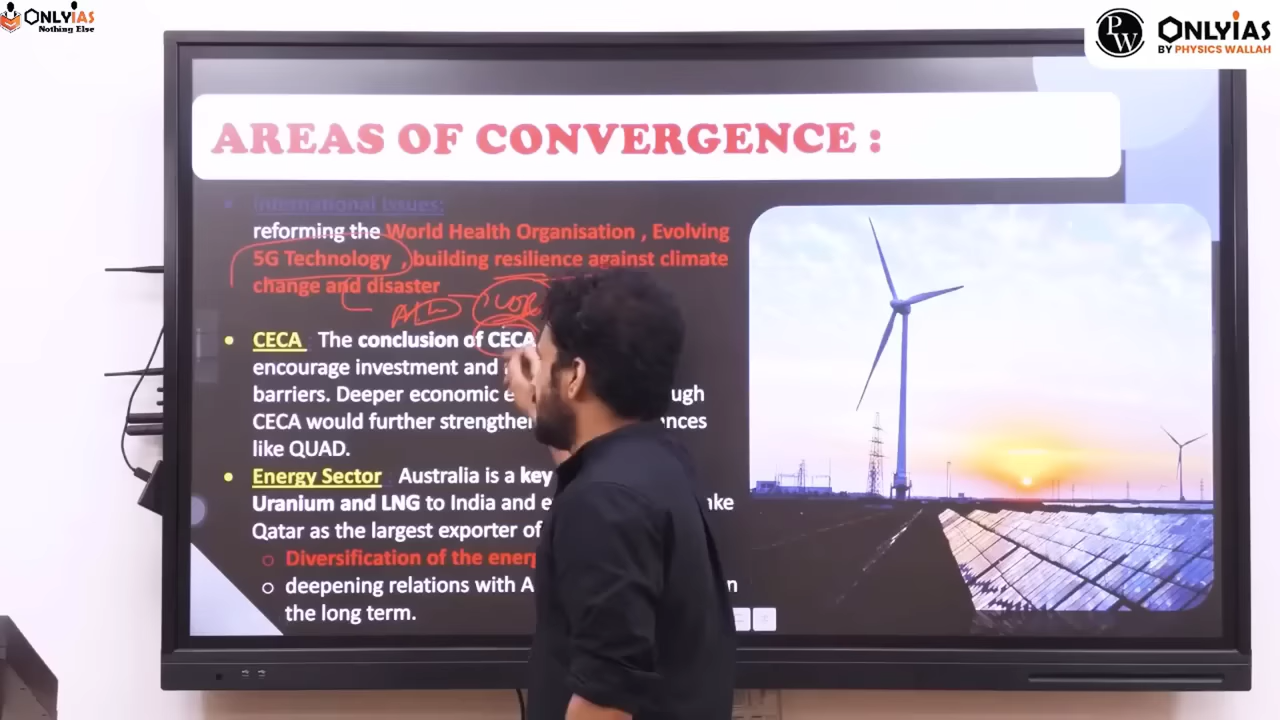 ONLYIAS
Nothing Else
PW
ONLYIAS
BY PHYSICS WALLAH
AREAS OF CONVERGENCE :
International Issues:
reforming the World Health Organisation , Evolving
5G Technology , building resilience against climate
change and disaster
CECA The conclusion of CECA
encourage investment and
barriers. Deeper economic
CECA would further strengthen
like QUAD.
Energy Sector Australia is a key
Uranium and LNG to India and
Qatar as the largest exporter of
Diversification of the
deepening relations with
the long term.